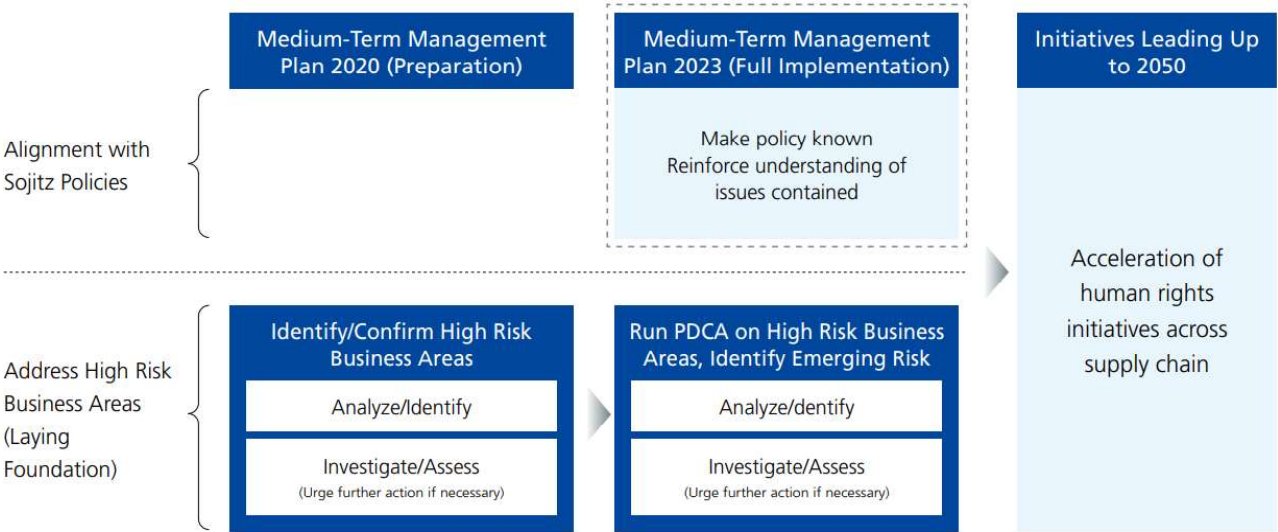 Medium-Term Management
Plan 2020 (Preparation)
Medium-Term Management
Plan 2023 (Full Implementation)
Initiatives Leading Up
to 2050
Alignment with
Sojitz Policies
Make policy known
Reinforce understanding of
issues contained
Acceleration of
human rights
initiatives across
supply chain
Address High Risk
Business Areas
(Laying
Foundation)
Identify/Confirm High Risk
Business Areas
Analyze/Identify
Investigate/Assess
(Urge further action if necessary)
Run PDCA on High Risk Business
Areas, Identify Emerging Risk
Analyze/dentify
Investigate/Assess
(Urge further action if necessary)